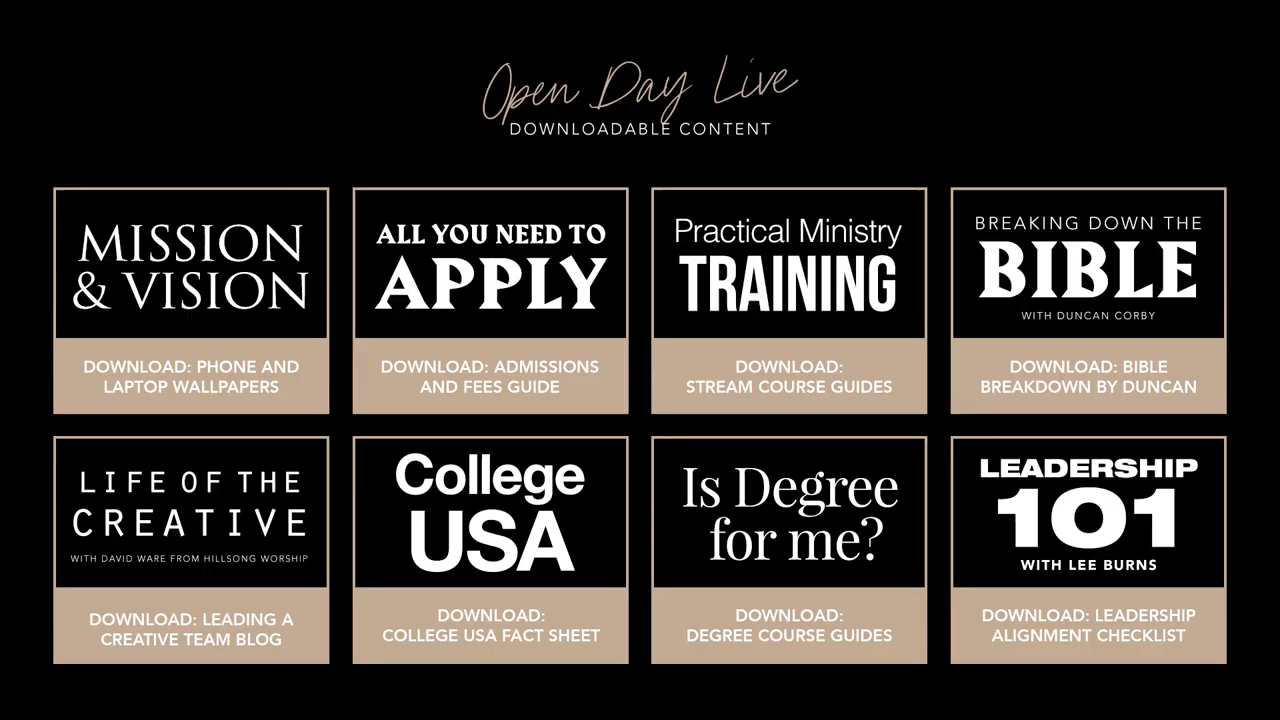 Open Day Live
DOWNLOADABLE CONTENT
MISSION
& VISION
DOWNLOAD: PHONE AND
LAPTOP WALLPAPERS
ALL YOU NEED TO
APPLY
DOWNLOAD: ADMISSIONS
AND FEES GUIDE
Practical Ministry
TRAINING
DOWNLOAD:
STREAM COURSE GUIDES
BREAKING DOWN THE
BIBLE
WITH DUNCAN CORBY
DOWNLOAD: BIBLE
BREAKDOWN BY DUNCAN
LIFE OF THE
CREATIVE
WITH DAVID WARE FROM HILLSONG WORSHIP
DOWNLOAD: LEADING A
CREATIVE TEAM BLOG
College
USA
DOWNLOAD:
COLLEGE USA FACT SHEET
Is Degree
for me?
DOWNLOAD:
DEGREE COURSE GUIDES
LEADERSHIP
101
WITH LEE BURNS
DOWNLOAD: LEADERSHIP
ALIGNMENT CHECKLIST